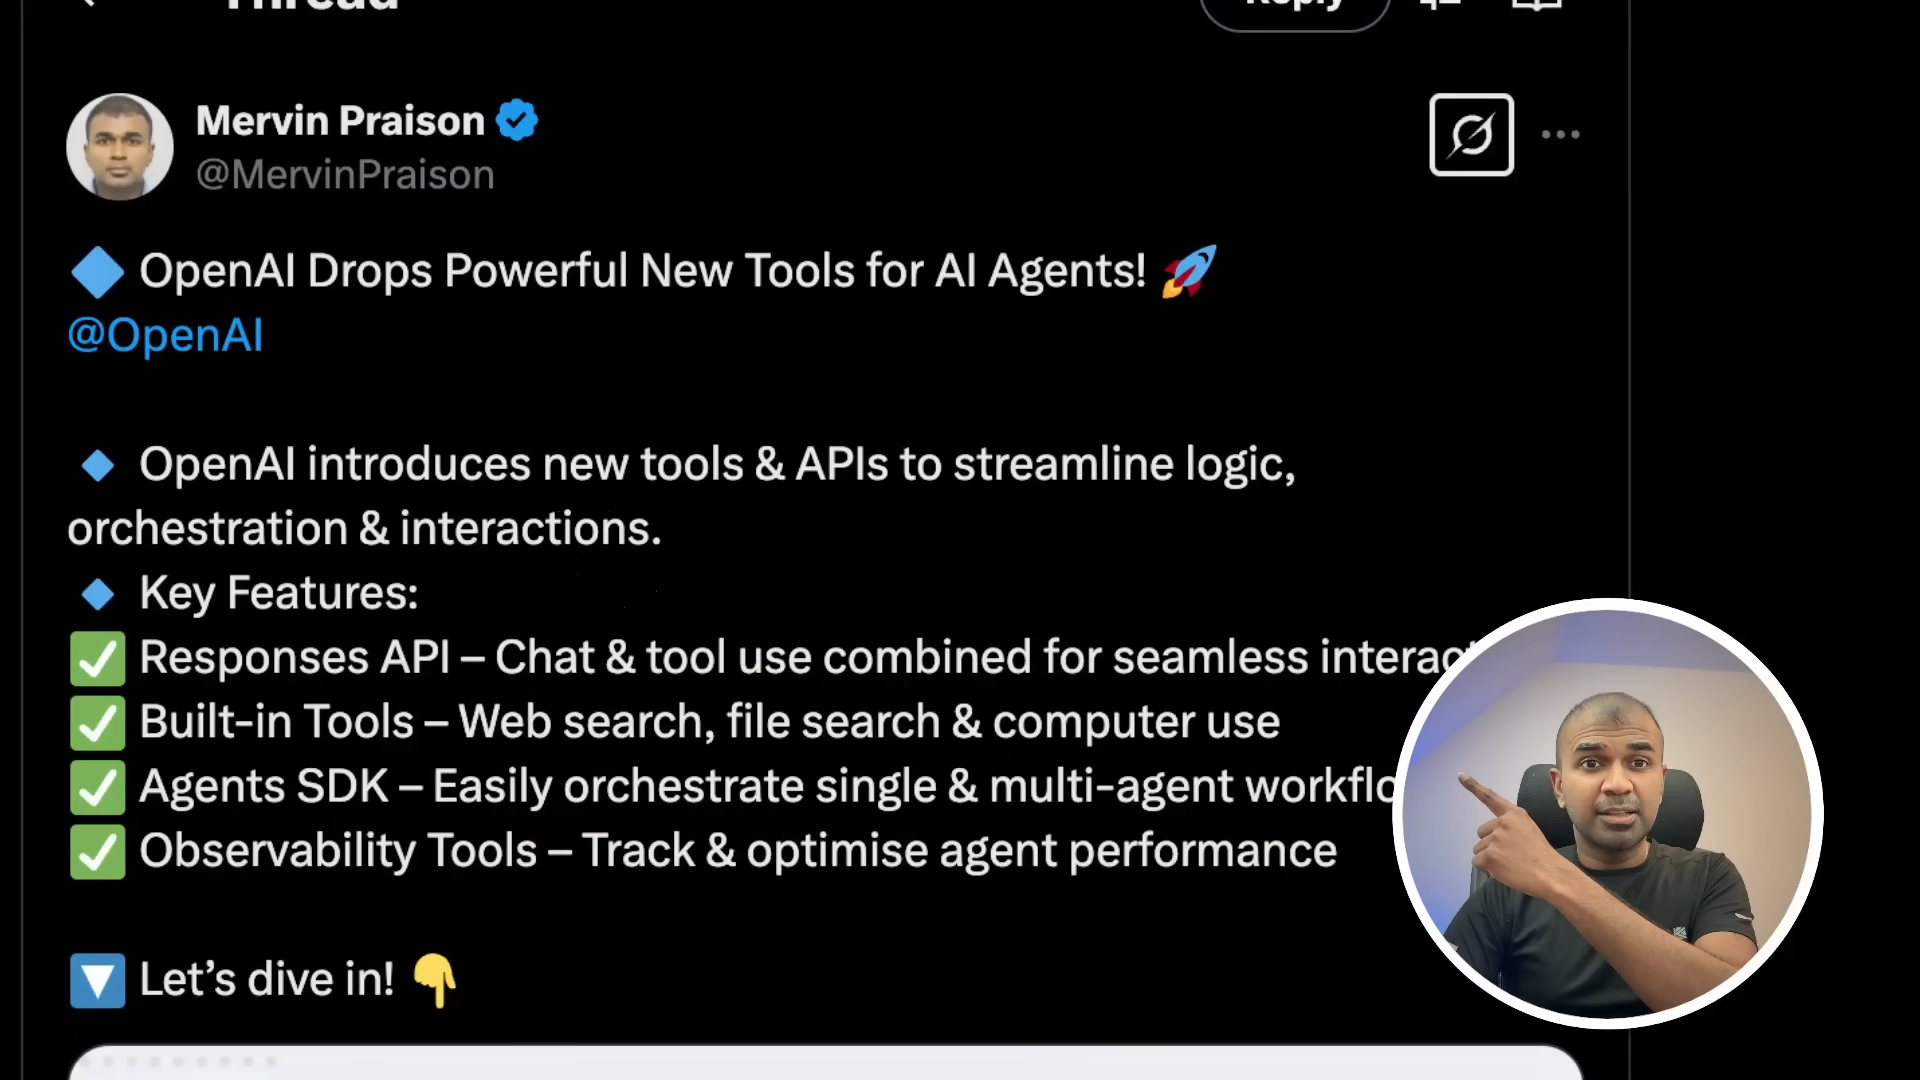 Thread
Reply
Mervin Praison
@MervinPraison
OpenAI Drops Powerful New Tools for AI Agents! 🚀
@OpenAI
OpenAI introduces new tools & APIs to streamline logic,
orchestration & interactions.
Key Features:
✅ Responses API – Chat & tool use combined for seamless
✅ Built-in Tools – Web search, file search & computer use
✅ Agents SDK – Easily orchestrate single & multi-agent
✅ Observability Tools – Track & optimise agent performance
Let’s dive in! 👇